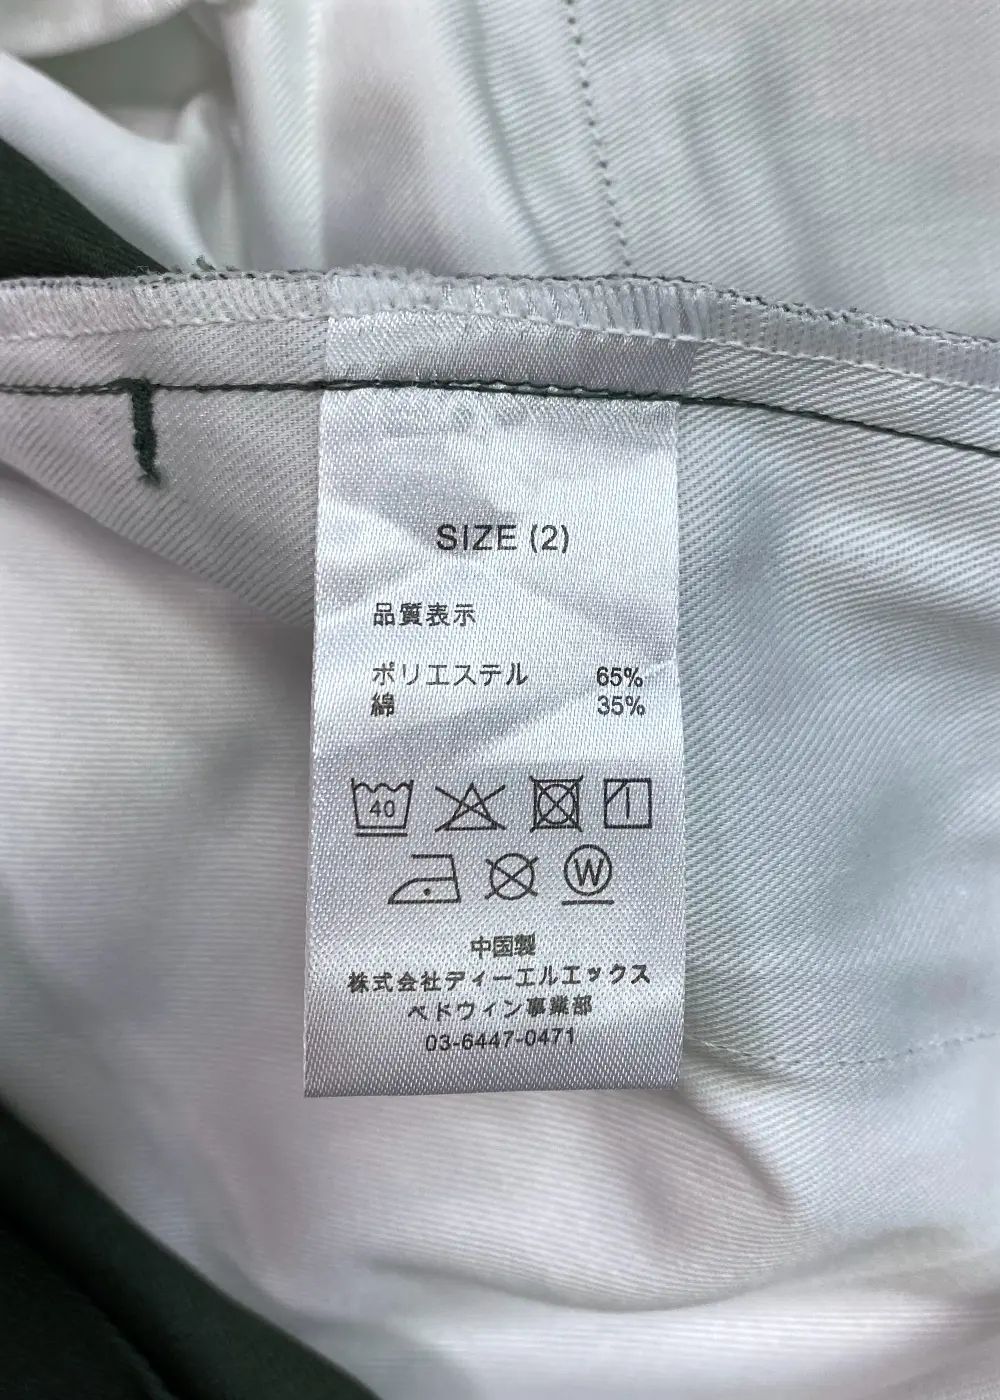 SIZE (2)
品質表示
ポリエステル 65%
綿 35%
40
W
中国製
株式会社ディーエルエックス
ベドウィン事業部
03-6447-0471